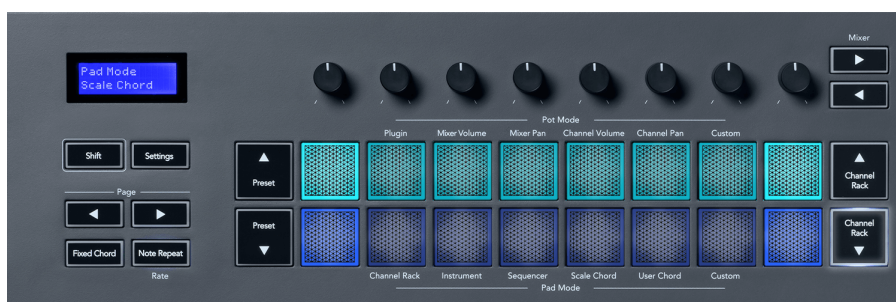 Mixer
Pad Mode
Scale Chord
Pot Mode
Plugin
Mixer Volume
Mixer Pan
Channel Volume
Channel Pan
Custom
Shift
Settings
Preset
Channel
Rack
Page
Preset
Channel
Rack
Fixed Chord
Note Repeat
Rate
Channel Rack
Instrument
Sequencer
Scale Chord
User Chord
Custom
Pad Mode